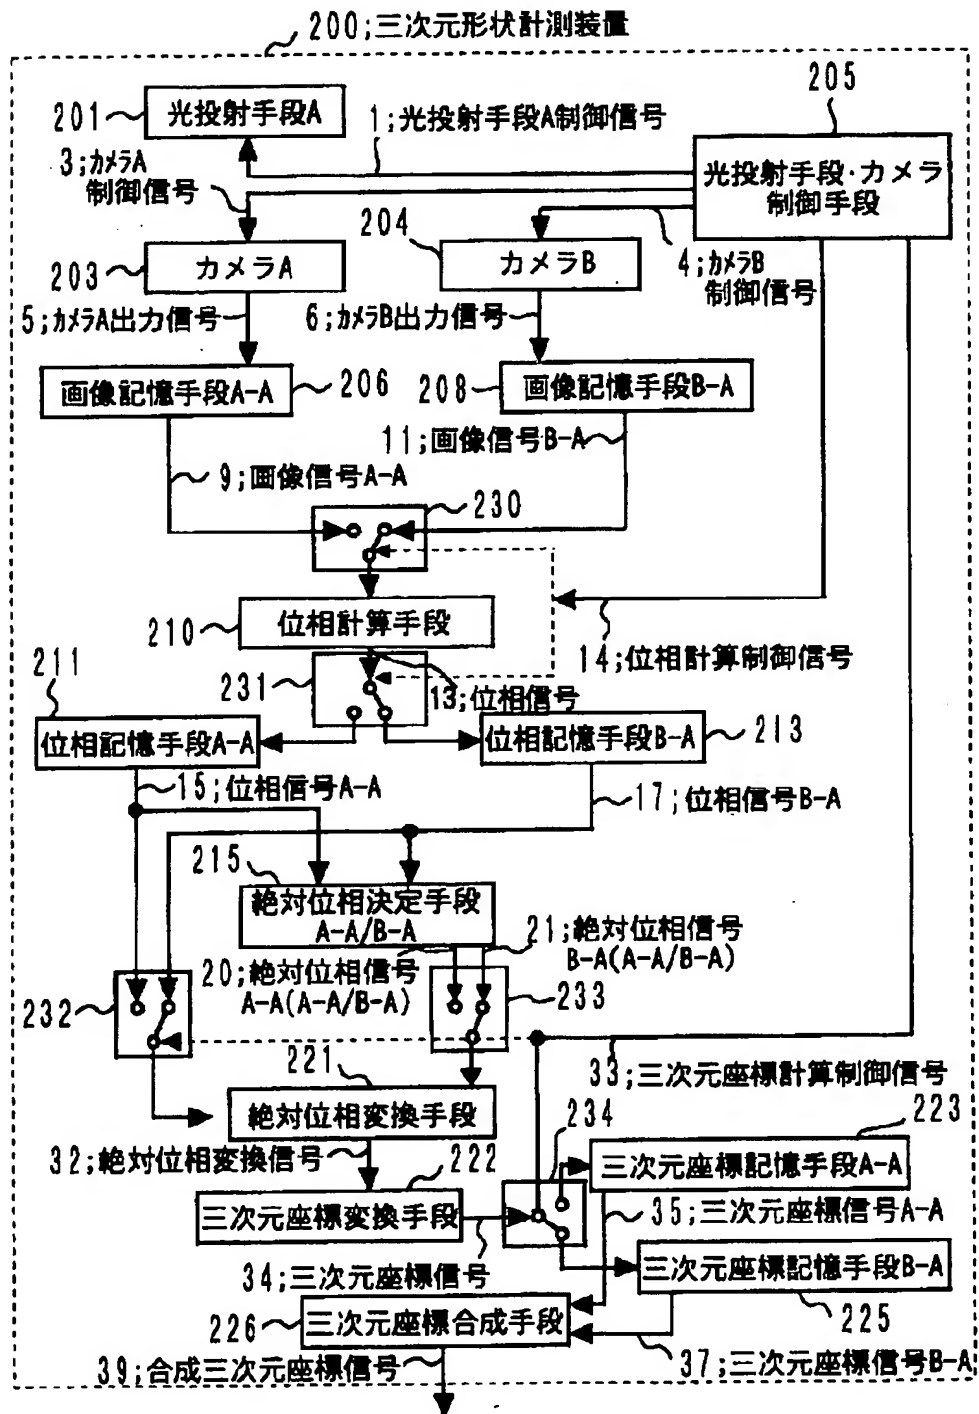 200;三次元形状計測装置
201
光投射手段A
1;光投射手段A制御信号
205
3;カメラA
制御信号
光投射手段・カメラ
制御手段
204
203
カメラA
カメラB
4;カメラB
制御信号
5;カメラA出力信号
6;カメラB出力信号
画像記憶手段A-A
206
208
画像記憶手段B-A
11;画像信号B-A
9;画像信号A-A
230
210
位相計算手段
14;位相計算制御信号
211
231
13;位相信号
位相記憶手段A-A
位相記憶手段B-A
213
15;位相信号A-A
17;位相信号B-A
215
絶対位相決定手段
A-A/B-A
21;絶対位相信号
B-A(A-A/B-A)
20;絶対位相信号
A-A(A-A/B-A)
232
233
221
33;三次元座標計算制御信号
絶対位相変換手段
234
223
32;絶対位相変換信号
222
三次元座標記憶手段A-A
三次元座標変換手段
35;三次元座標信号A-A
34;三次元座標信号
三次元座標記憶手段B-A
226
三次元座標合成手段
225
39;合成三次元座標信号
37;三次元座標信号B-A